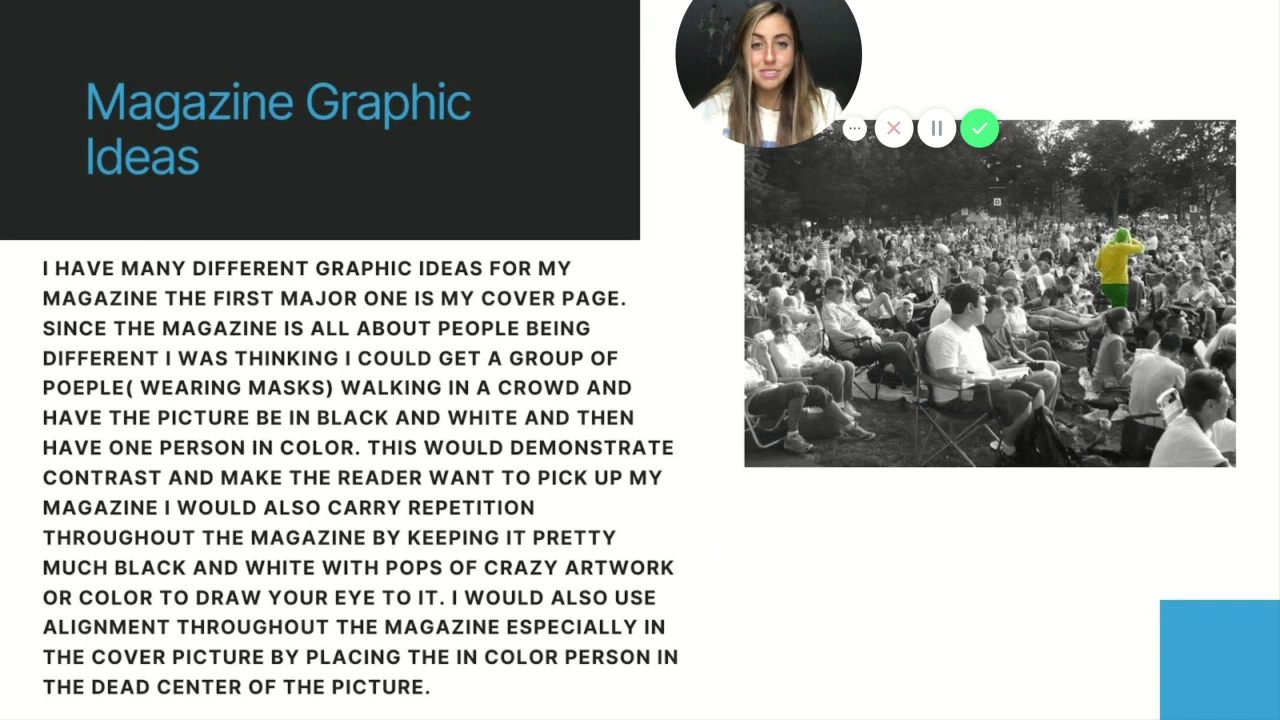 Magazine Graphic
Ideas
I HAVE MANY DIFFERENT GRAPHIC IDEAS FOR MY
MAGAZINE THE FIRST MAJOR ONE IS MY COVER PAGE.
SINCE THE MAGAZINE IS ALL ABOUT PEOPLE BEING
DIFFERENT I WAS THINKING I COULD GET A GROUP OF
POEPLE( WEARING MASKS) WALKING IN A CROWD AND
HAVE THE PICTURE BE IN BLACK AND WHITE AND THEN
HAVE ONE PERSON IN COLOR. THIS WOULD DEMONSTRATE
CONTRAST AND MAKE THE READER WANT TO PICK UP MY
MAGAZINE I WOULD ALSO CARRY REPETITION
THROUGHOUT THE MAGAZINE BY KEEPING IT PRETTY
MUCH BLACK AND WHITE WITH POPS OF CRAZY ARTWORK
OR COLOR TO DRAW YOUR EYE TO IT. I WOULD ALSO USE
ALIGNMENT THROUGHOUT THE MAGAZINE ESPECIALLY IN
THE COVER PICTURE BY PLACING THE IN COLOR PERSON IN
THE DEAD CENTER OF THE PICTURE.